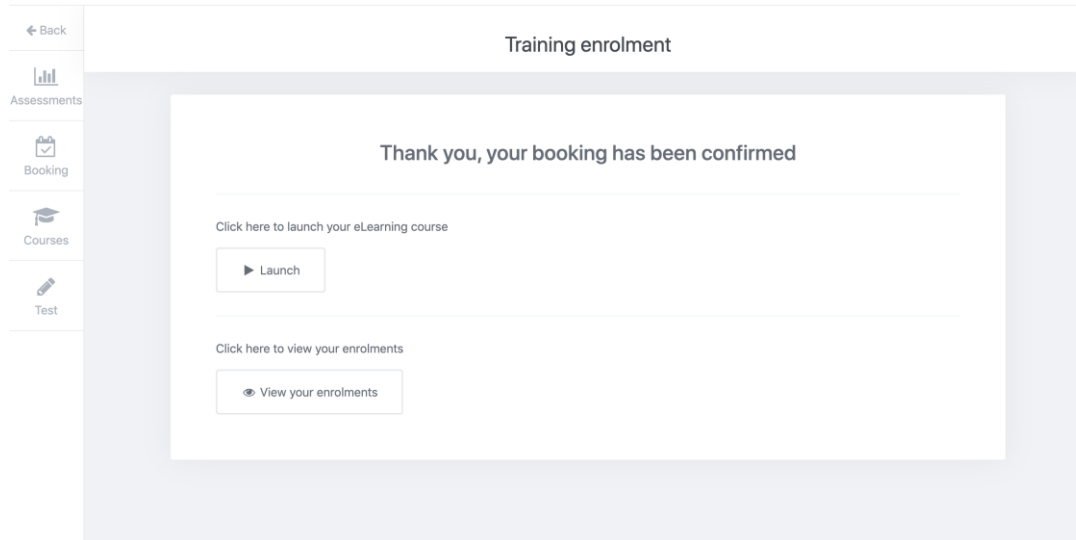 Back
Training enrolment
Assessments
Booking
Courses
Test
Thank you, your booking has been confirmed
Click here to launch your eLearning course
Launch
Click here to view your enrolments
View your enrolments